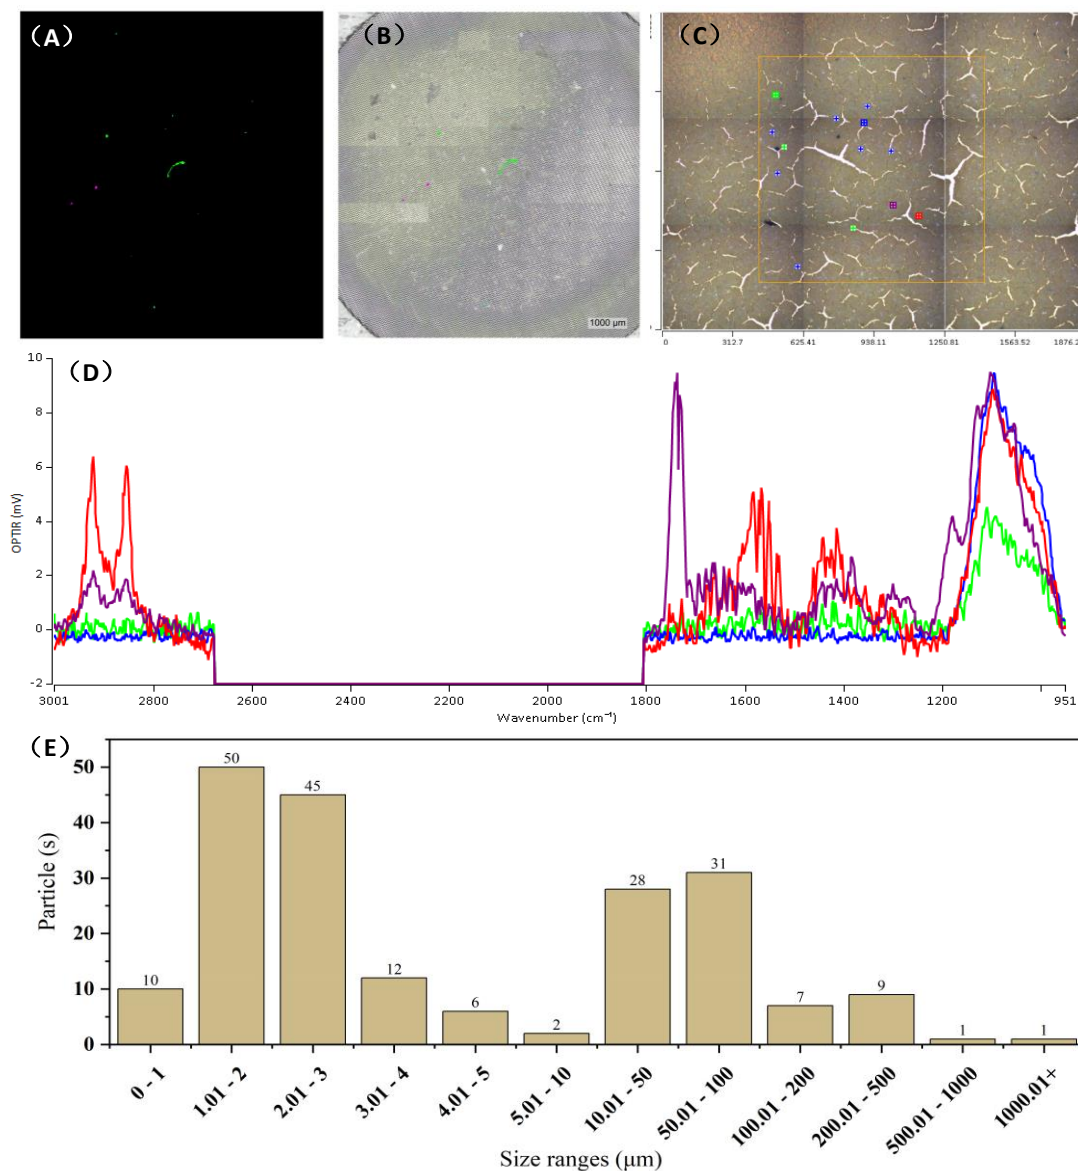 （A）
（B）
1000 μm
（C）
0 312.7 625.41 938.11 1250.81 1563.52 1876.2
（D）
10
8
6
4
2
0
-2
OPTIR (mV)
3001 2800 2600 2400 2200 2000 1800 1600 1400 1200 951
Wavenumber (cm⁻¹)
（E）
50
40
30
20
10
0
Particle (s)
10 50 45 12 6 2 28 31 7 9 1 1
0 - 1 1.01 - 2 2.01 - 3 3.01 - 4 4.01 - 5 5.01 - 10 10.01 - 50 50.01 - 100 100.01 - 200 200.01 - 500 500.01 - 1000 1000.01+
Size ranges (μm)